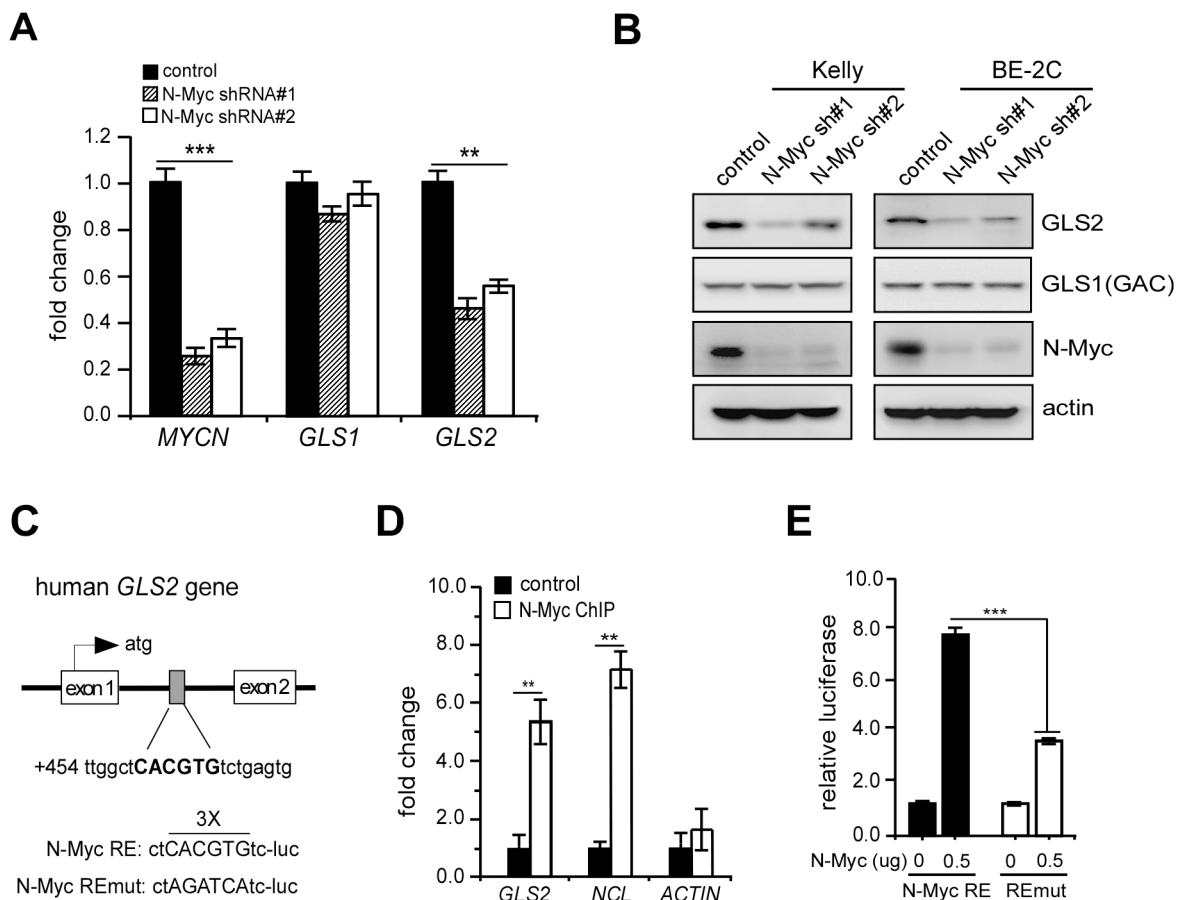 A
control
N-Myc shRNA#1
N-Myc shRNA#2
fold change
1.2
1.0
0.8
0.6
0.4
0.2
0.0
***
**
MYCN
GLS1
GLS2
B
Kelly
BE-2C
control
N-Myc sh#1
N-Myc sh#2
control
N-Myc sh#1
N-Myc sh#2
GLS2
GLS1(GAC)
N-Myc
actin
C
human GLS2 gene
atg
exon 1
exon 2
+454 ttggctCACGTGtctgagtg
3X
N-Myc RE: ctCACGTGtc-luc
N-Myc REmut: ctAGATCAtc-luc
D
control
N-Myc ChIP
fold change
10.0
8.0
6.0
4.0
2.0
0.0
**
**
GLS2
NCL
ACTIN
E
relative luciferase
10.0
8.0
6.0
4.0
2.0
0.0
***
N-Myc (ug)
0
0.5
0
0.5
N-Myc RE
REmut